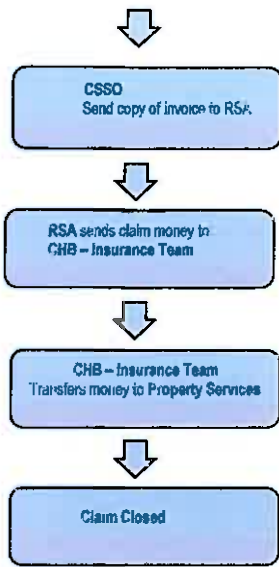 CSSO
Send copy of invoice to RSA
RSA sends claim money to
CHB – Insurance Team
CHB – Insurance Team
Transfers money to Property Services
Claim Closed